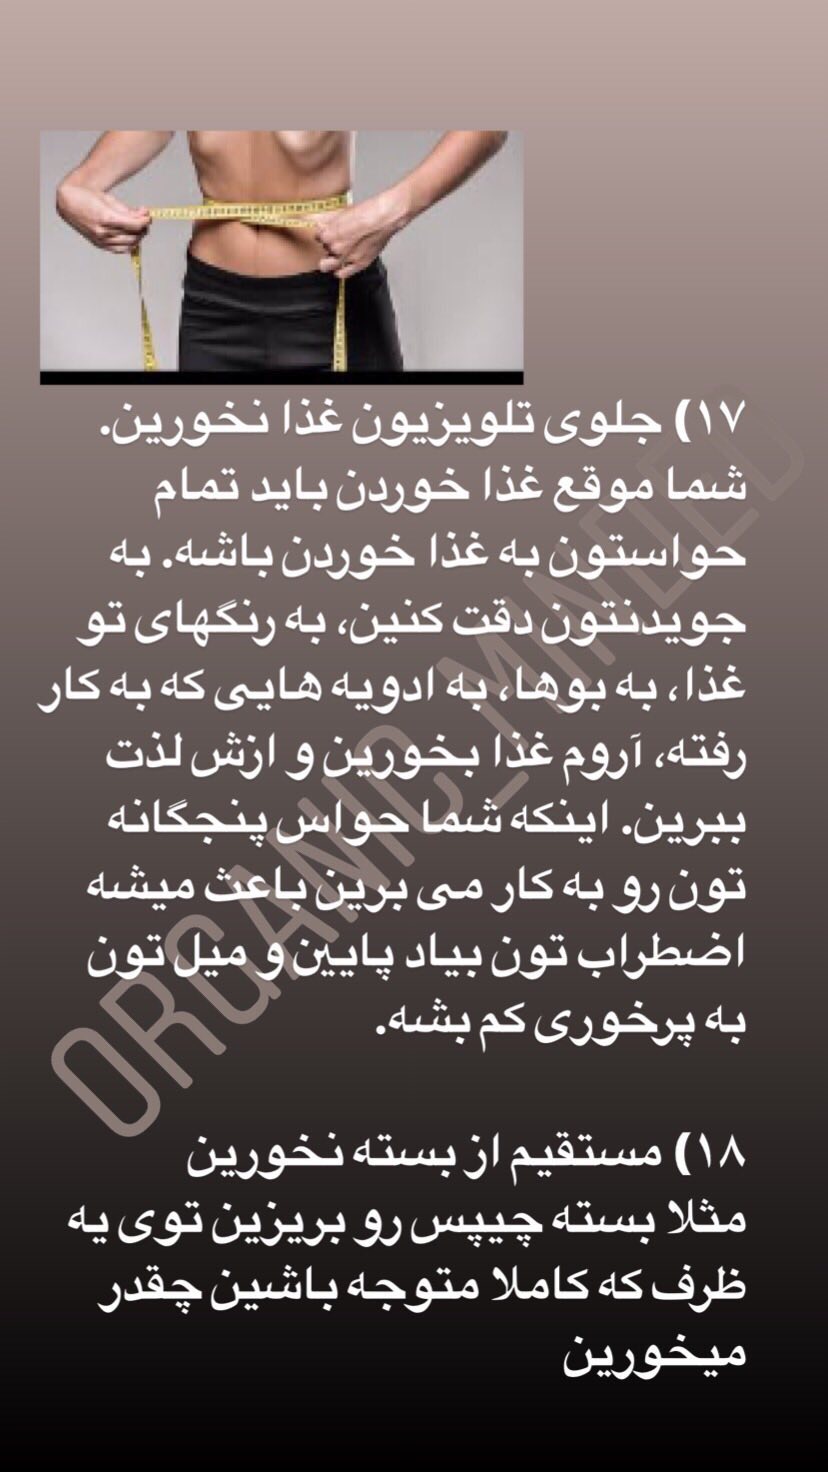 ۱۷) جلوی تلویزیون غذا نخورین.
شما موقع غذا خوردن باید تمام
حواستون به غذا خوردن باشه. به
جویدنتون دقت کنین، به رنگهای تو
غذا، به بوها، به ادویه هایی که به کار
رفته، آروم غذا بخورین و ازش لذت
ببرین. اینکه شما حواس پنجگانه
تون رو به کار می برین باعث میشه
اضطراب تون بیاد پایین و میل تون
به پرخوری کم بشه.
۱۸) مستقیم از بسته نخورین
مثلا بسته چیپس رو بریزین توی یه
ظرف که کاملا متوجه باشین چقدر
میخورین
ORGANIC_MINDED